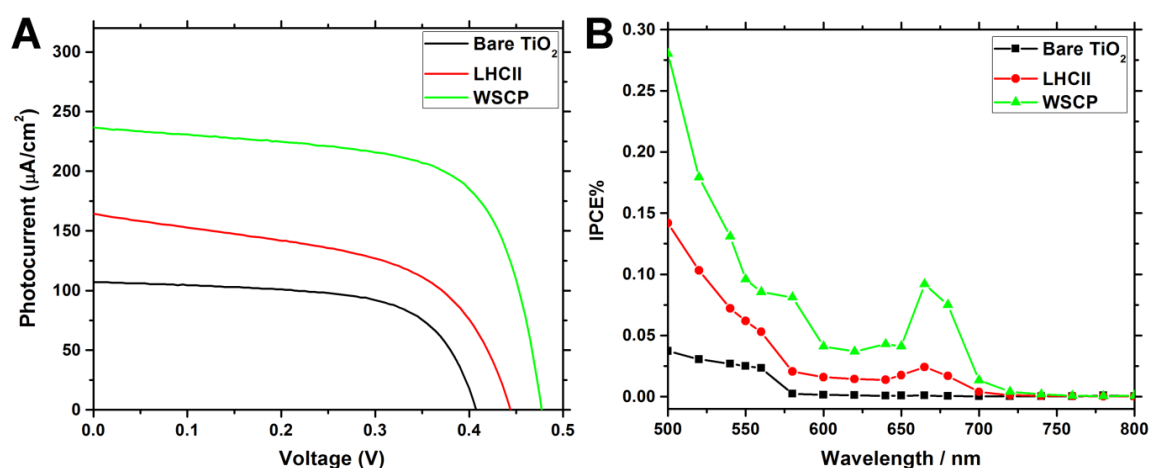 A
Bare TiO₂
LHCII
WSCP
Photocurrent (µA/cm²)
300
250
200
150
100
50
0
0.0 0.1 0.2 0.3 0.4 0.5
Voltage (V)
B
Bare TiO₂
LHCII
WSCP
IPCE%
0.30
0.25
0.20
0.15
0.10
0.05
0.00
500 550 600 650 700 750 800
Wavelength / nm